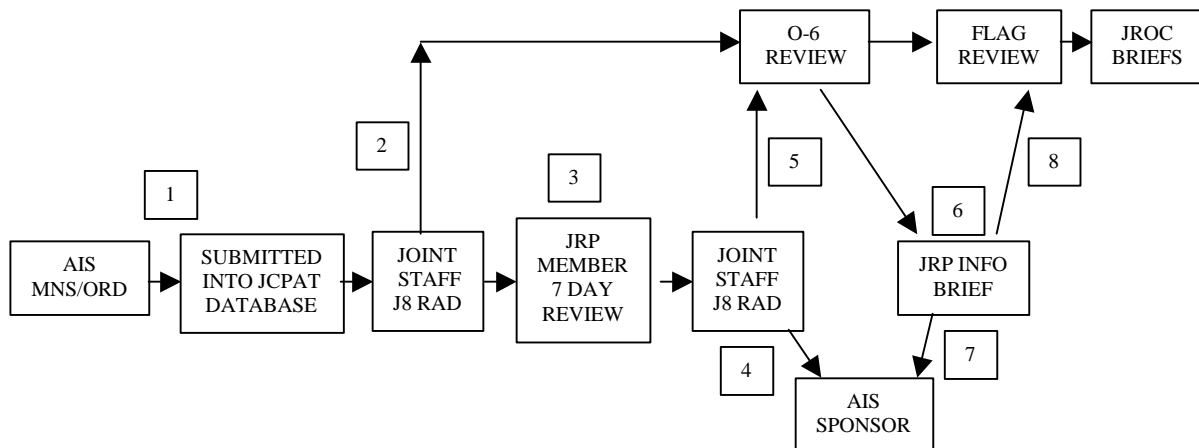 O-6
REVIEW
FLAG
REVIEW
JROC
BRIEFS
2
5
8
3
1
6
AIS
MNS/ORD
SUBMITTED
INTO JCPAT
DATABASE
JOINT
STAFF
J8 RAD
JRP
MEMBER
7 DAY
REVIEW
JOINT
STAFF
J8 RAD
JRP INFO
BRIEF
4
7
AIS
SPONSOR